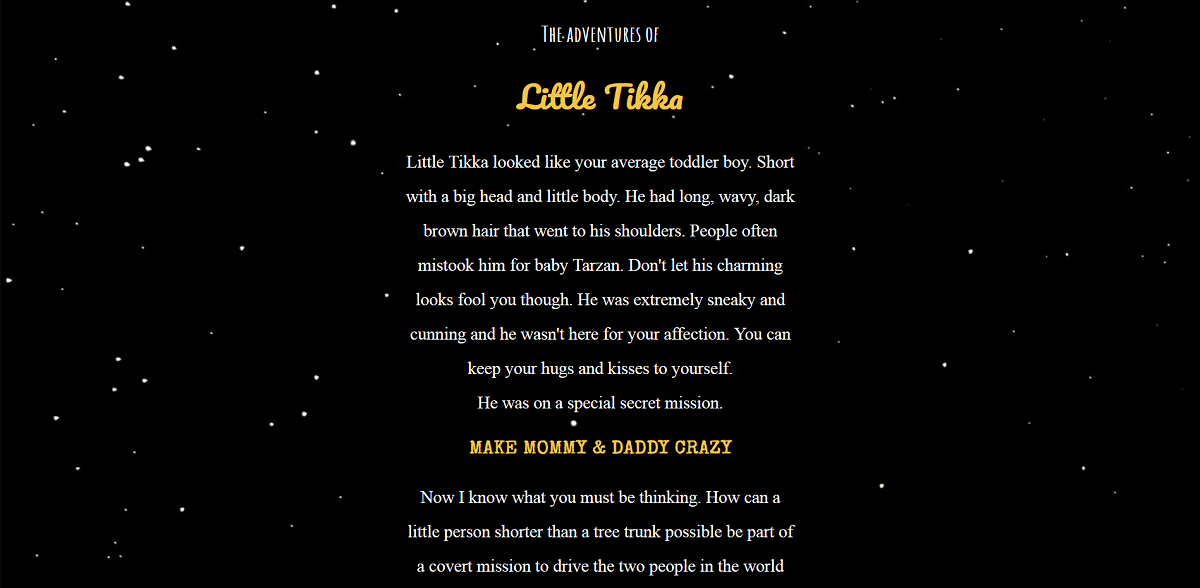 The adventures of
Little Tikka
Little Tikka looked like your average toddler boy. Short
with a big head and little body. He had long, wavy, dark
brown hair that went to his shoulders. People often
mistook him for baby Tarzan. Don't let his charming
looks fool you though. He was extremely sneaky and
cunning and he wasn't here for your affection. You can
keep your hugs and kisses to yourself.
He was on a special secret mission.
MAKE MOMMY & DADDY CRAZY
Now I know what you must be thinking. How can a
little person shorter than a tree trunk possible be part of
a covert mission to drive the two people in the world